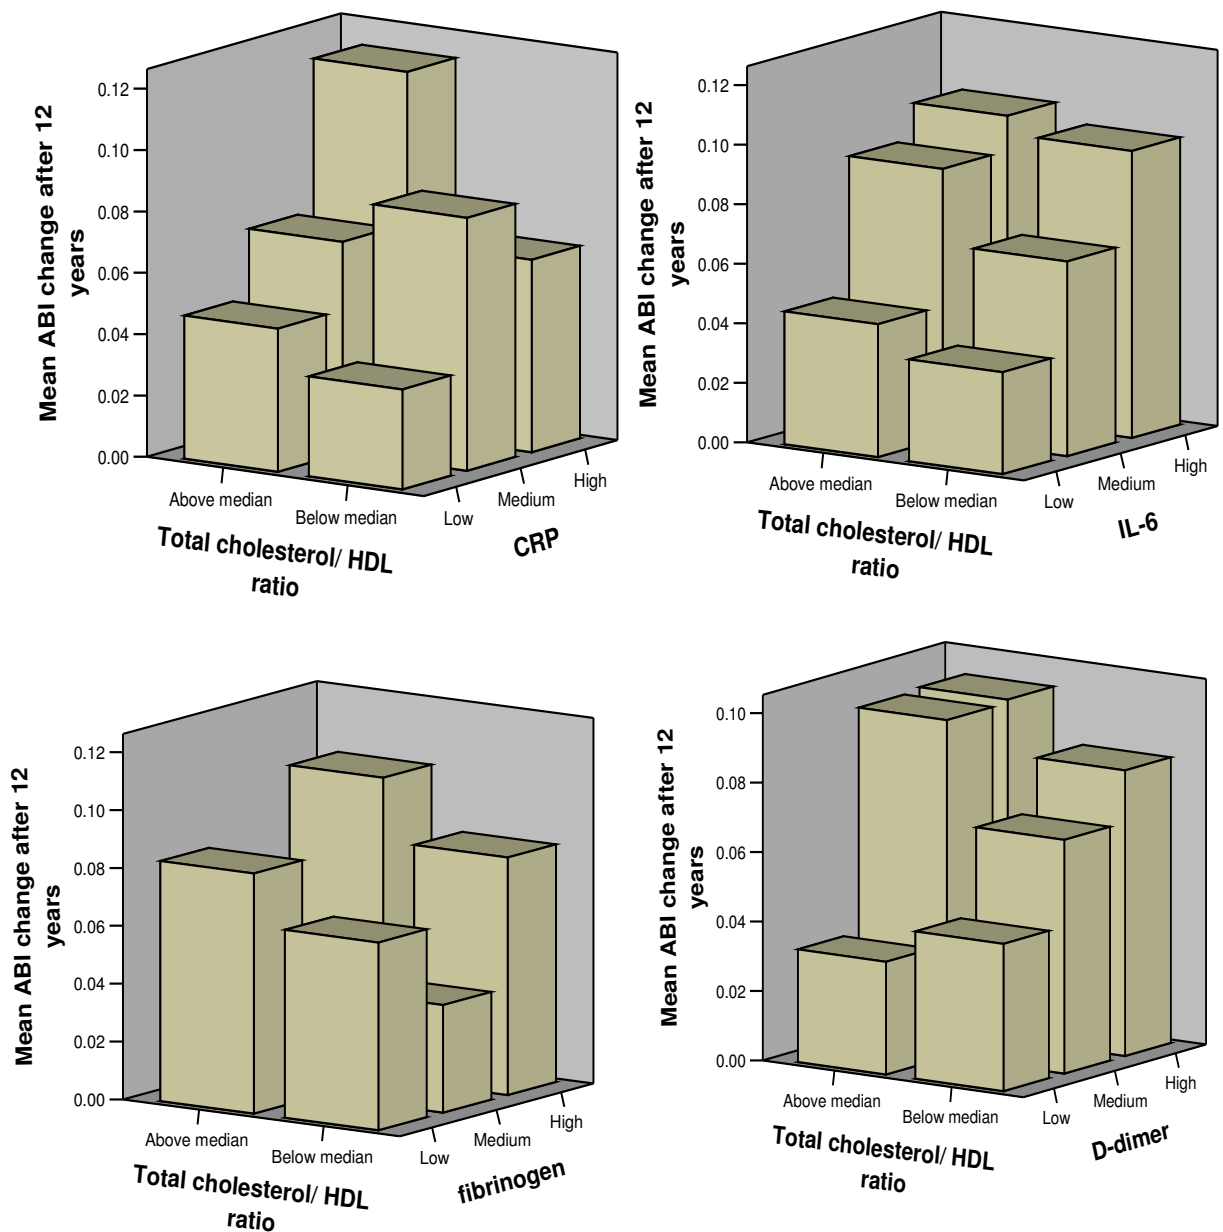 Mean ABI change after 12
years
0.12
0.10
0.08
0.06
0.04
0.02
0.00
Above median
Below median
Low
Medium
High
Total cholesterol/ HDL
ratio
CRP
Mean ABI change after 12
years
0.12
0.10
0.08
0.06
0.04
0.02
0.00
Above median
Below median
Low
Medium
High
Total cholesterol/ HDL
ratio
IL-6
Mean ABI change after 12
years
0.12
0.10
0.08
0.06
0.04
0.02
0.00
Above median
Below median
Low
Medium
High
Total cholesterol/ HDL
ratio
fibrinogen
Mean ABI change after 12
years
0.10
0.08
0.06
0.04
0.02
0.00
Above median
Below median
Low
Medium
High
Total cholesterol/ HDL
ratio
D-dimer